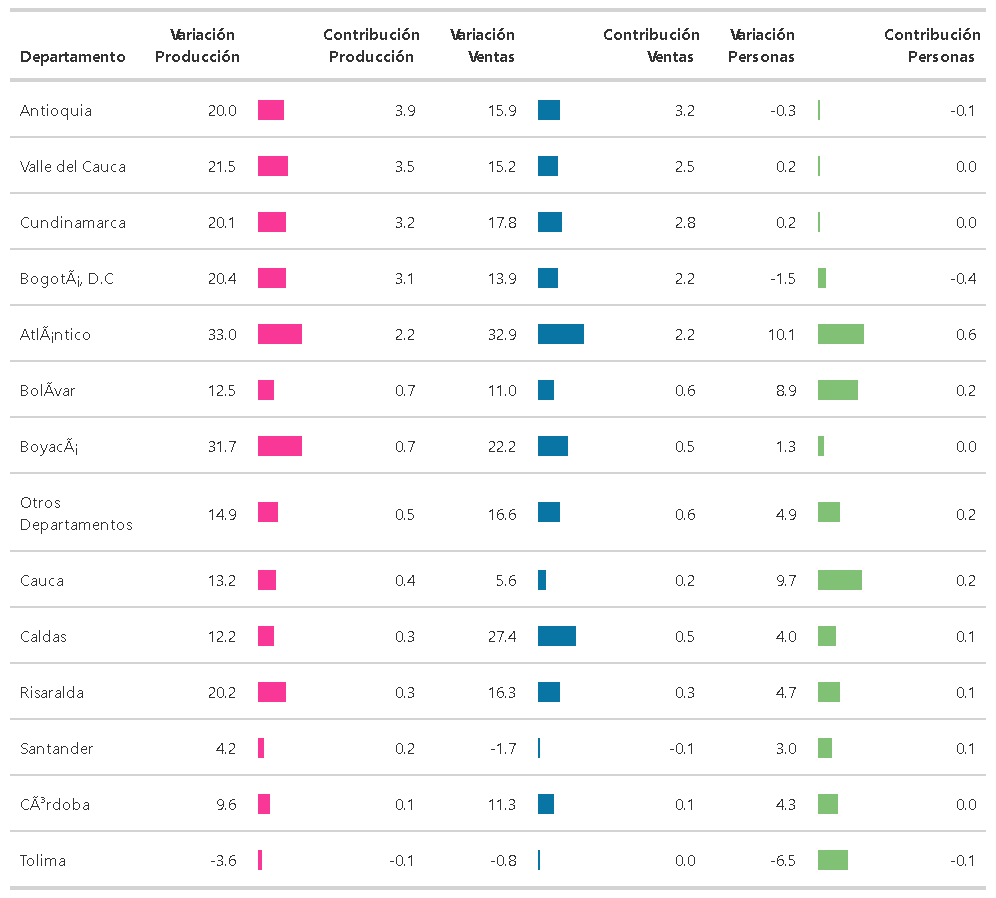 Departamento Variación Producción Contribución Producción Variación Ventas Contribución Ventas Variación Personas Contribución Personas
Antioquia 20.0 3.9 15.9 3.2 -0.3 -0.1
Valle del Cauca 21.5 3.5 15.2 2.5 0.2 0.0
Cundinamarca 20.1 3.2 17.8 2.8 0.2 0.0
BogotÃ¡, D.C 20.4 3.1 13.9 2.2 -1.5 -0.4
AtlÃ¡ntico 33.0 2.2 32.9 2.2 10.1 0.6
BolÃvar 12.5 0.7 11.0 0.6 8.9 0.2
BoyacÃ¡ 31.7 0.7 22.2 0.5 1.3 0.0
Otros Departamentos 14.9 0.5 16.6 0.6 4.9 0.2
Cauca 13.2 0.4 5.6 0.2 9.7 0.2
Caldas 12.2 0.3 27.4 0.5 4.0 0.1
Risaralda 20.2 0.3 16.3 0.3 4.7 0.1
Santander 4.2 0.2 -1.7 -0.1 3.0 0.1
CÃ³rdoba 9.6 0.1 11.3 0.1 4.3 0.0
Tolima -3.6 -0.1 -0.8 0.0 -6.5 -0.1